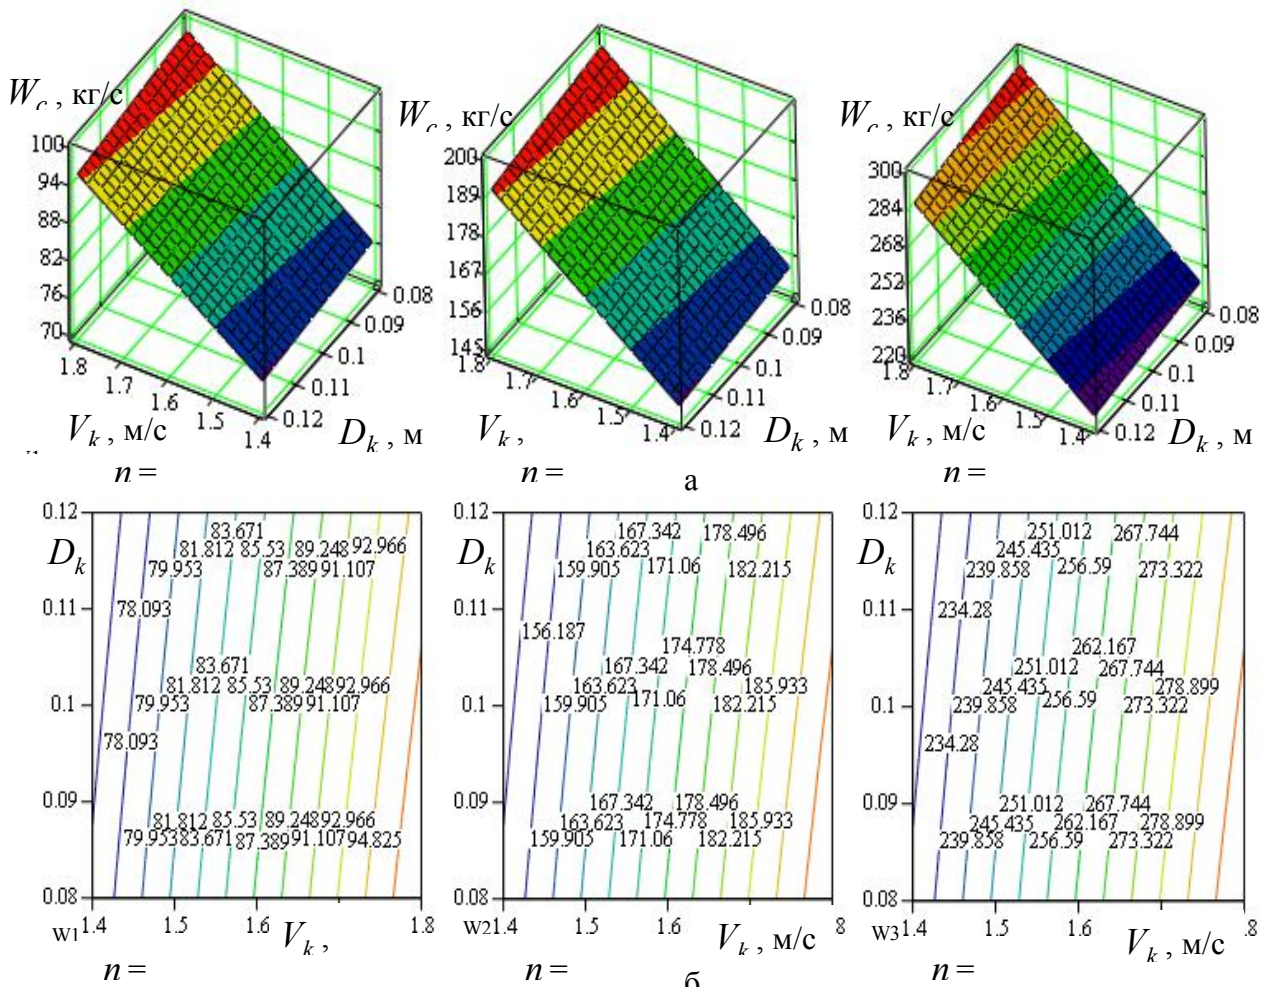 W_c , кг/с
100
94
88
82
76
70
1.8
1.7
1.6
1.5
1.4
0.12
0.11
0.1
0.09
0.08
V_k , м/с
D_k , м
n =
W_c , кг/с
200
189
178
167
156
145
1.8
1.7
1.6
1.5
1.4
0.12
0.11
0.1
0.09
0.08
V_k ,
D_k , м
n =
W_c , кг/с
300
284
268
252
236
220
1.8
1.7
1.6
1.5
1.4
0.12
0.11
0.1
0.09
0.08
V_k , м/с
D_k , м
n =
а
0.12
D_k
0.11
0.1
0.09
0.08
83.671
81.812 85.53 89.248 92.966
79.953 87.389 91.107
78.093
83.671
81.812 85.53 89.248 92.966
79.953 87.389 91.107
78.093
81.812 85.53 89.248 92.966
79.953 83.671 87.389 91.107 94.825
W1 1.4 1.5 1.6 1.8
V_k ,
n =
0.12
D_k
0.11
0.1
0.09
0.08
167.342 178.496
163.623
159.905 171.06 182.215
156.187
174.778
167.342 178.496
163.623 185.933
159.905 171.06 182.215
167.342 178.496
163.623 174.778 185.933
159.905 171.06 182.215
W2 1.4 1.5 1.6 .8
V_k , м/с
n =
0.12
D_k
0.11
0.1
0.09
0.08
251.012 267.744
245.435
239.858 256.59 273.322
234.28
262.167
251.012 267.744
245.435 278.899
239.858 256.59 273.322
234.28
251.012 267.744
245.435 262.167 278.899
239.858 256.59 273.322
W3 1.4 1.5 1.6 .8
V_k , м/с
n =
б